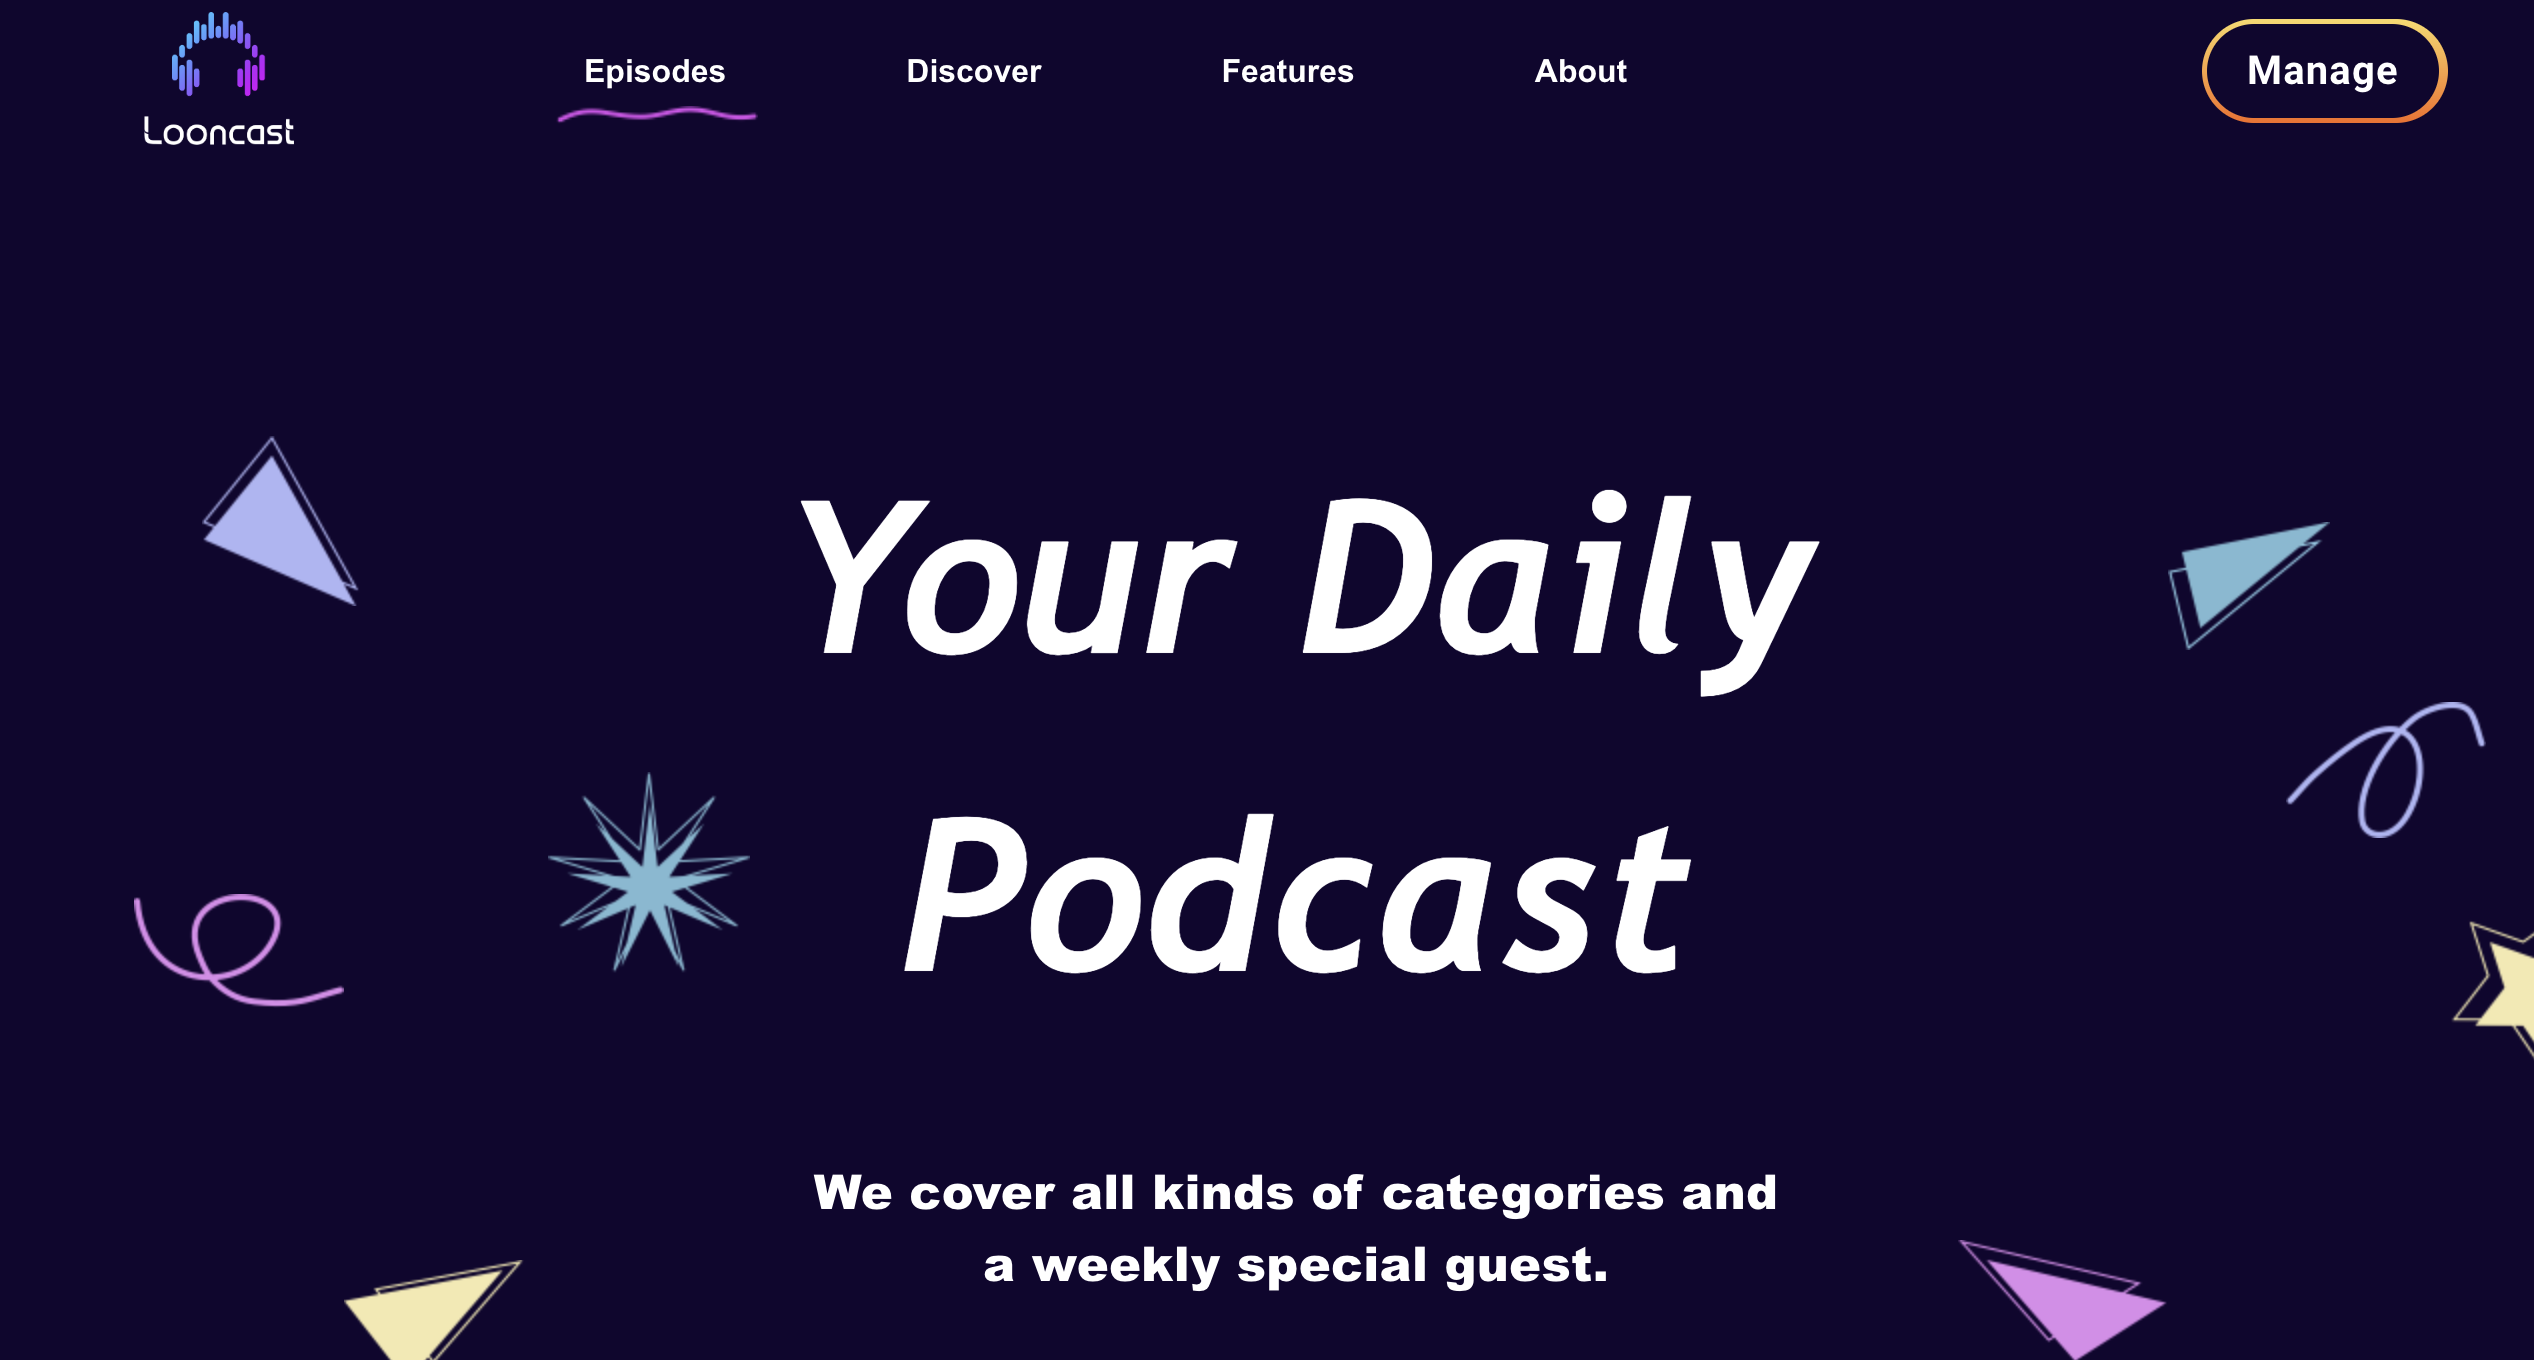 Looncast
Episodes
Discover
Features
About
Manage
Your Daily
Podcast
We cover all kinds of categories and
a weekly special guest.